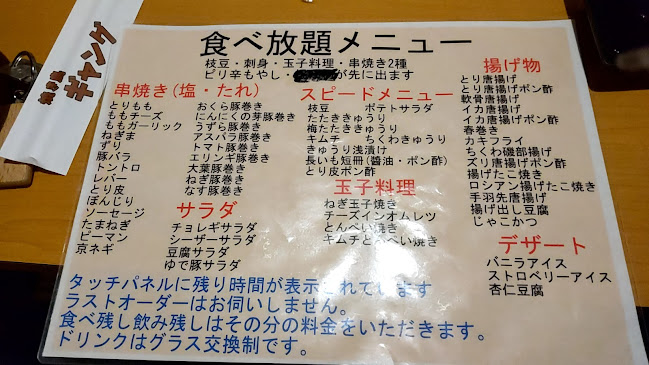 食べ放題メニュー
枝豆・刺身・玉子料理・串焼き2種
ピリ辛もやし・が先に出ます
串焼き(塩・たれ)
とりもも
ももチーズ
ももガーリック
ねぎま
ずり
豚バラ
トントロ
レバー
とり皮
ぼんじり
ソーセージ
たまねぎ
ピーマン
京ネギ
おくら豚巻き
にんにくの芽豚巻き
うずら豚巻き
アスパラ豚巻き
トマト豚巻き
エリンギ豚巻き
大葉豚巻き
ねぎ豚巻き
なす豚巻き
サラダ
チョレギサラダ
シーザーサラダ
豆腐サラダ
ゆで豚サラダ
スピードメニュー
枝豆 ポテトサラダ
たたききゅうり
梅たたききゅうり
キムチ ちくわきゅうり
きゅうり浅漬け
長いも短冊(醤油・ポン酢)
とり皮ポン酢
玉子料理
ねぎ玉子焼き
チーズインオムレツ
とんぺい焼き
キムチとんぺい焼き
揚げ物
とり唐揚げ
とり唐揚げポン酢
軟骨唐揚げ
イカ唐揚げ
イカ唐揚げポン酢
春巻き
カキフライ
ちくわ磯部揚げ
ズリ唐揚げポン酢
揚げたこ焼き
ロシアン揚げたこ焼き
手羽先唐揚げ
揚げ出し豆腐
じゃこかつ
デザート
バニラアイス
ストロベリーアイス
杏仁豆腐
タッチパネルに残り時間が表示されています
ラストオーダーはお伺いしません。
食べ残し飲み残しはその分の料金をいただきます。
ドリンクはグラス交換制です。
ギャング